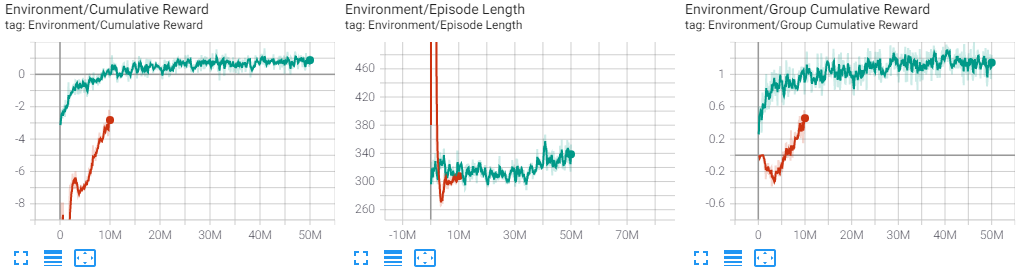 Environment/Cumulative Reward
tag: Environment/Cumulative Reward
0
-2
-4
-6
-8
0 10M 20M 30M 40M 50M
Environment/Episode Length
tag: Environment/Episode Length
460
420
380
340
300
260
-10M 10M 30M 50M 70M
Environment/Group Cumulative Reward
tag: Environment/Group Cumulative Reward
1
0.6
0.2
-0.2
-0.6
0 10M 20M 30M 40M 50M